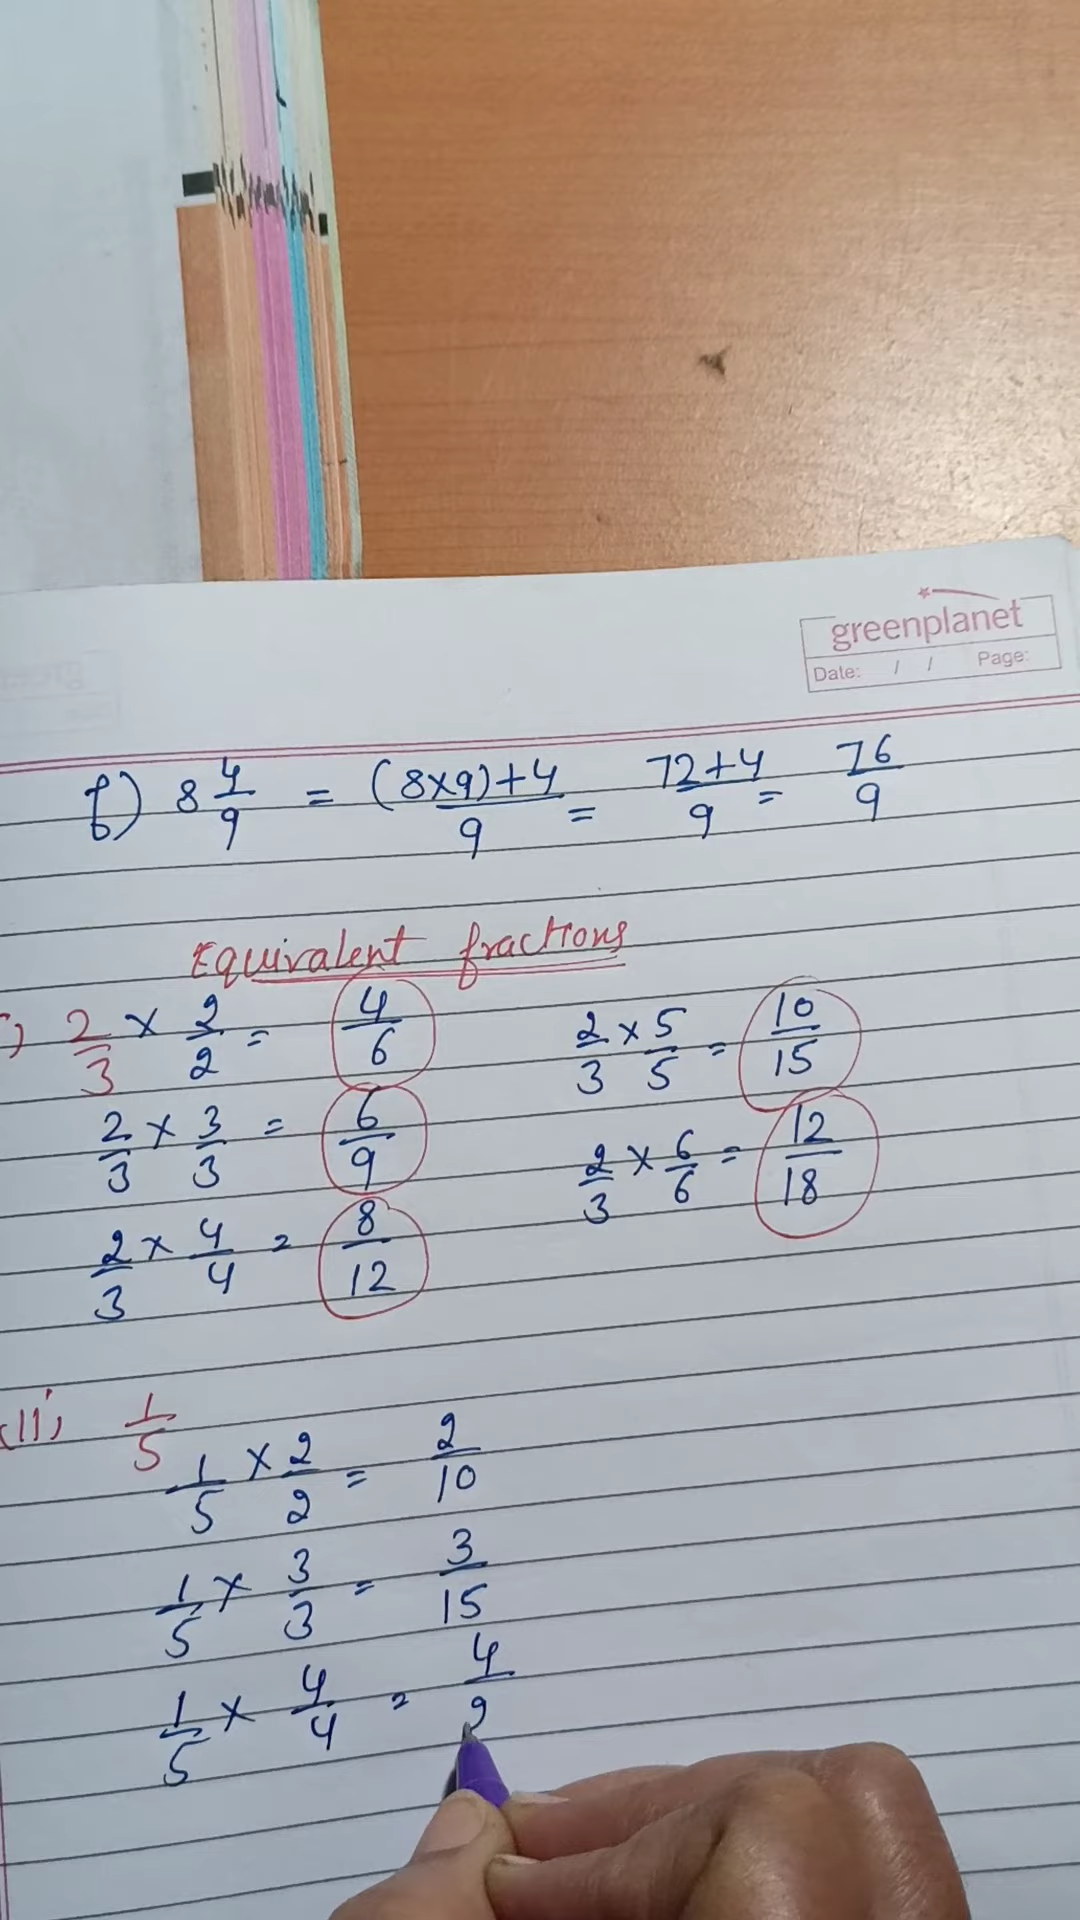 greenplanet
Date: / / Page:
f) 8 4/9 = (8×9)+4/9 = 72+4/9 = 76/9
Equivalent fractions
i) 2/3 × 2/2 = 4/6
2/3 × 3/3 = 6/9
2/3 × 4/4 = 8/12
2/3 × 5/5 = 10/15
2/3 × 6/6 = 12/18
(ii) 1/5
1/5 × 2/2 = 2/10
1/5 × 3/3 = 3/15
1/5 × 4/4 = 4/2